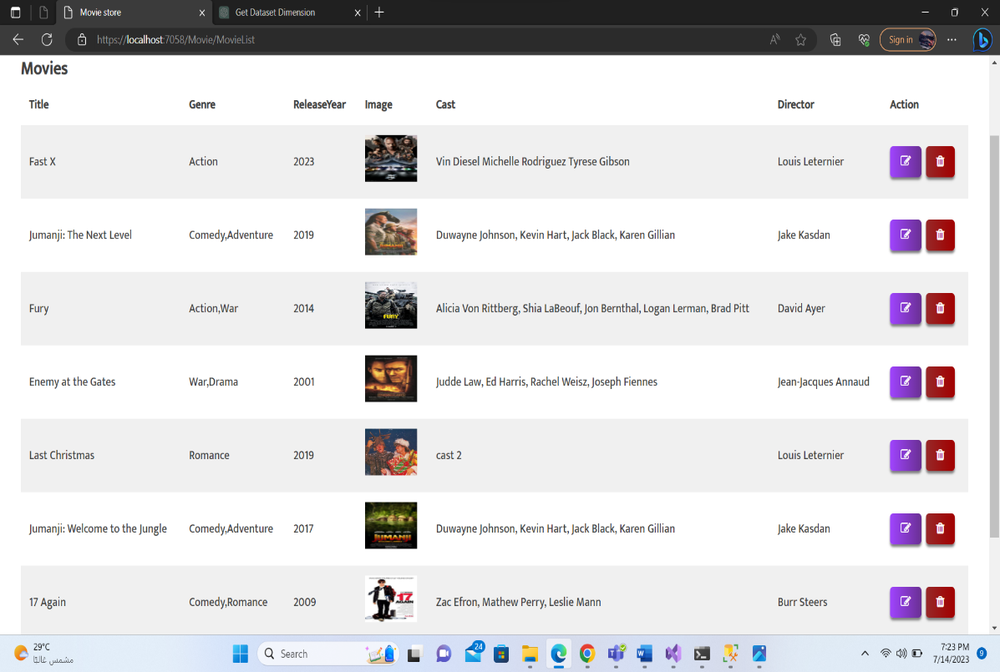 Movie store
Get Dataset Dimension
https://localhost:7058/Movie/MovieList
Sign in
Movies
Title Genre ReleaseYear Image Cast Director Action
Fast X Action 2023 Vin Diesel Michelle Rodriguez Tyrese Gibson Louis Leternier
Jumanji: The Next Level Comedy,Adventure 2019 Duwayne Johnson, Kevin Hart, Jack Black, Karen Gillian Jake Kasdan
Fury Action,War 2014 FURY Alicia Von Rittberg, Shia LaBeouf, Jon Bernthal, Logan Lerman, Brad Pitt David Ayer
Enemy at the Gates War,Drama 2001 Judde Law, Ed Harris, Rachel Weisz, Joseph Fiennes Jean-Jacques Annaud
Last Christmas Romance 2019 cast 2 Louis Leternier
Jumanji: Welcome to the Jungle Comedy,Adventure 2017 JUMANJI Duwayne Johnson, Kevin Hart, Jack Black, Karen Gillian Jake Kasdan
17 Again Comedy,Romance 2009 17 AGAIN Zac Efron, Mathew Perry, Leslie Mann Burr Steers
29°C
مشمس غالبًا
Search
24
7:23 PM
7/14/2023
9